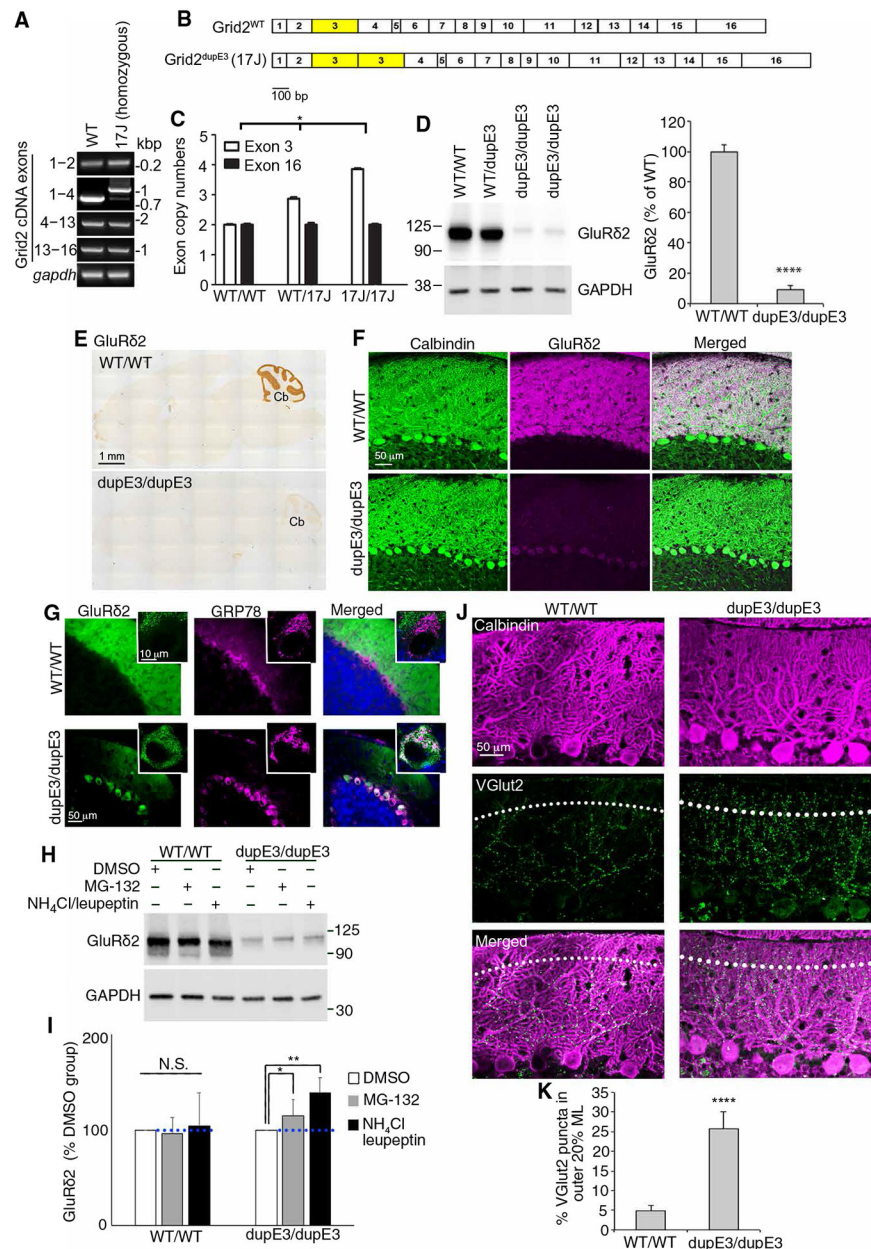 A
WT
17J (homozygous)
kbp
Grid2 cDNA exons
1−2
-0.2
1−4
-1
-0.7
4−13
-2
13−16
-1
gapdh
B
Grid2WT
1 2 3 4 5 6 7 8 9 10 11 12 13 14 15 16
Grid2dupE3 (17J)
1 2 3 3 4 5 6 7 8 9 10 11 12 13 14 15 16
100 bp
C
*
Exon copy numbers
5
4
3
2
1
0
Exon 3
Exon 16
WT/WT WT/17J 17J/17J
D
WT/WT
WT/dupE3
dupE3/dupE3
dupE3/dupE3
125
90
38
GluRδ2
GAPDH
GluRδ2 (% of WT)
120
100
80
60
40
20
0
****
WT/WT dupE3/dupE3
E GluRδ2
WT/WT
Cb
1 mm
dupE3/dupE3
Cb
F
Calbindin GluRδ2 Merged
WT/WT
50 μm
dupE3/dupE3
G
GluRδ2 GRP78 Merged
WT/WT
10 μm
dupE3/dupE3
50 μm
H
WT/WT dupE3/dupE3
DMSO + − − + − −
MG-132 − + − − + −
NH4Cl/leupeptin − − + − − +
GluRδ2
125
90
GAPDH
30
I
GluRδ2 (% DMSO group)
200
100
0
N.S.
*
**
DMSO
MG-132
NH4Cl
leupeptin
WT/WT dupE3/dupE3
J
WT/WT dupE3/dupE3
Calbindin
50 μm
VGlut2
Merged
K
% VGlut2 puncta in
outer 20% ML
35
30
25
20
15
10
5
0
****
WT/WT dupE3/dupE3